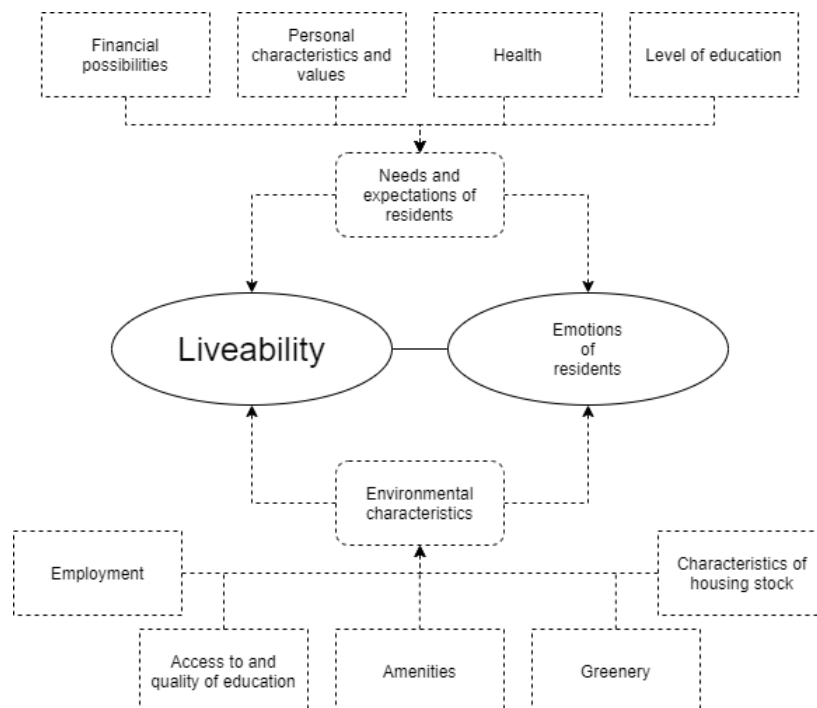 Financial
possibilities
Personal
characteristics and
values
Health
Level of education
Needs and
expectations of
residents
Liveability
Emotions
of
residents
Environmental
characteristics
Employment
Characteristics of
housing stock
Access to and
quality of education
Amenities
Greenery